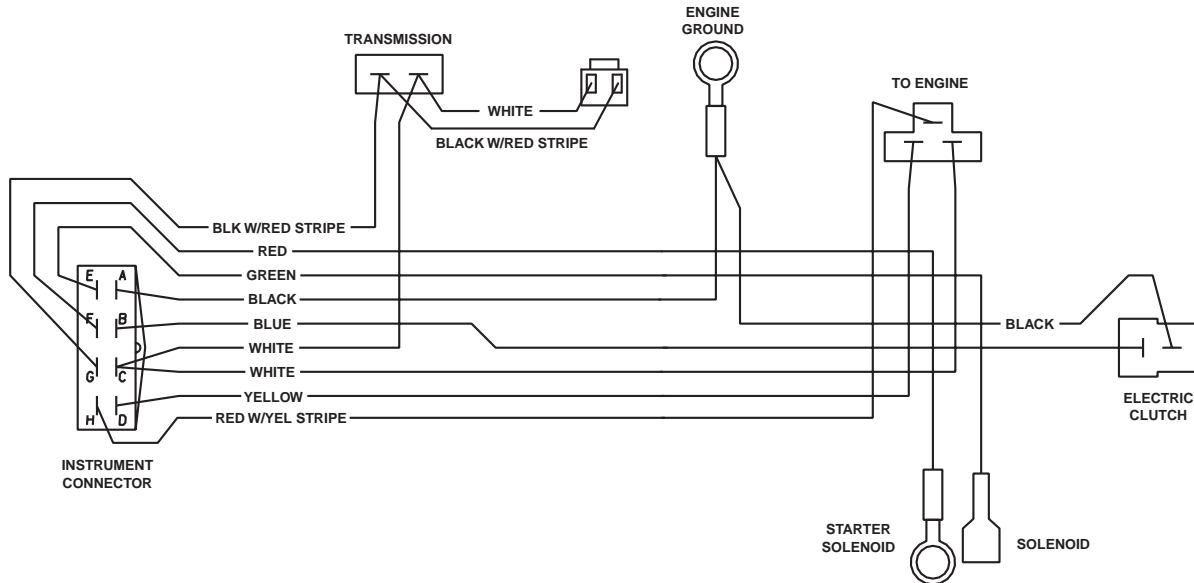 ENGINE
GROUND
TRANSMISSION
TO ENGINE
WHITE
BLACK W/RED STRIPE
BLK W/RED STRIPE
RED
GREEN
E A
BLACK
F B
BLUE
BLACK
WHITE
G C
WHITE
YELLOW
H D
RED W/YEL STRIPE
ELECTRIC
CLUTCH
INSTRUMENT
CONNECTOR
STARTER
SOLENOID
SOLENOID